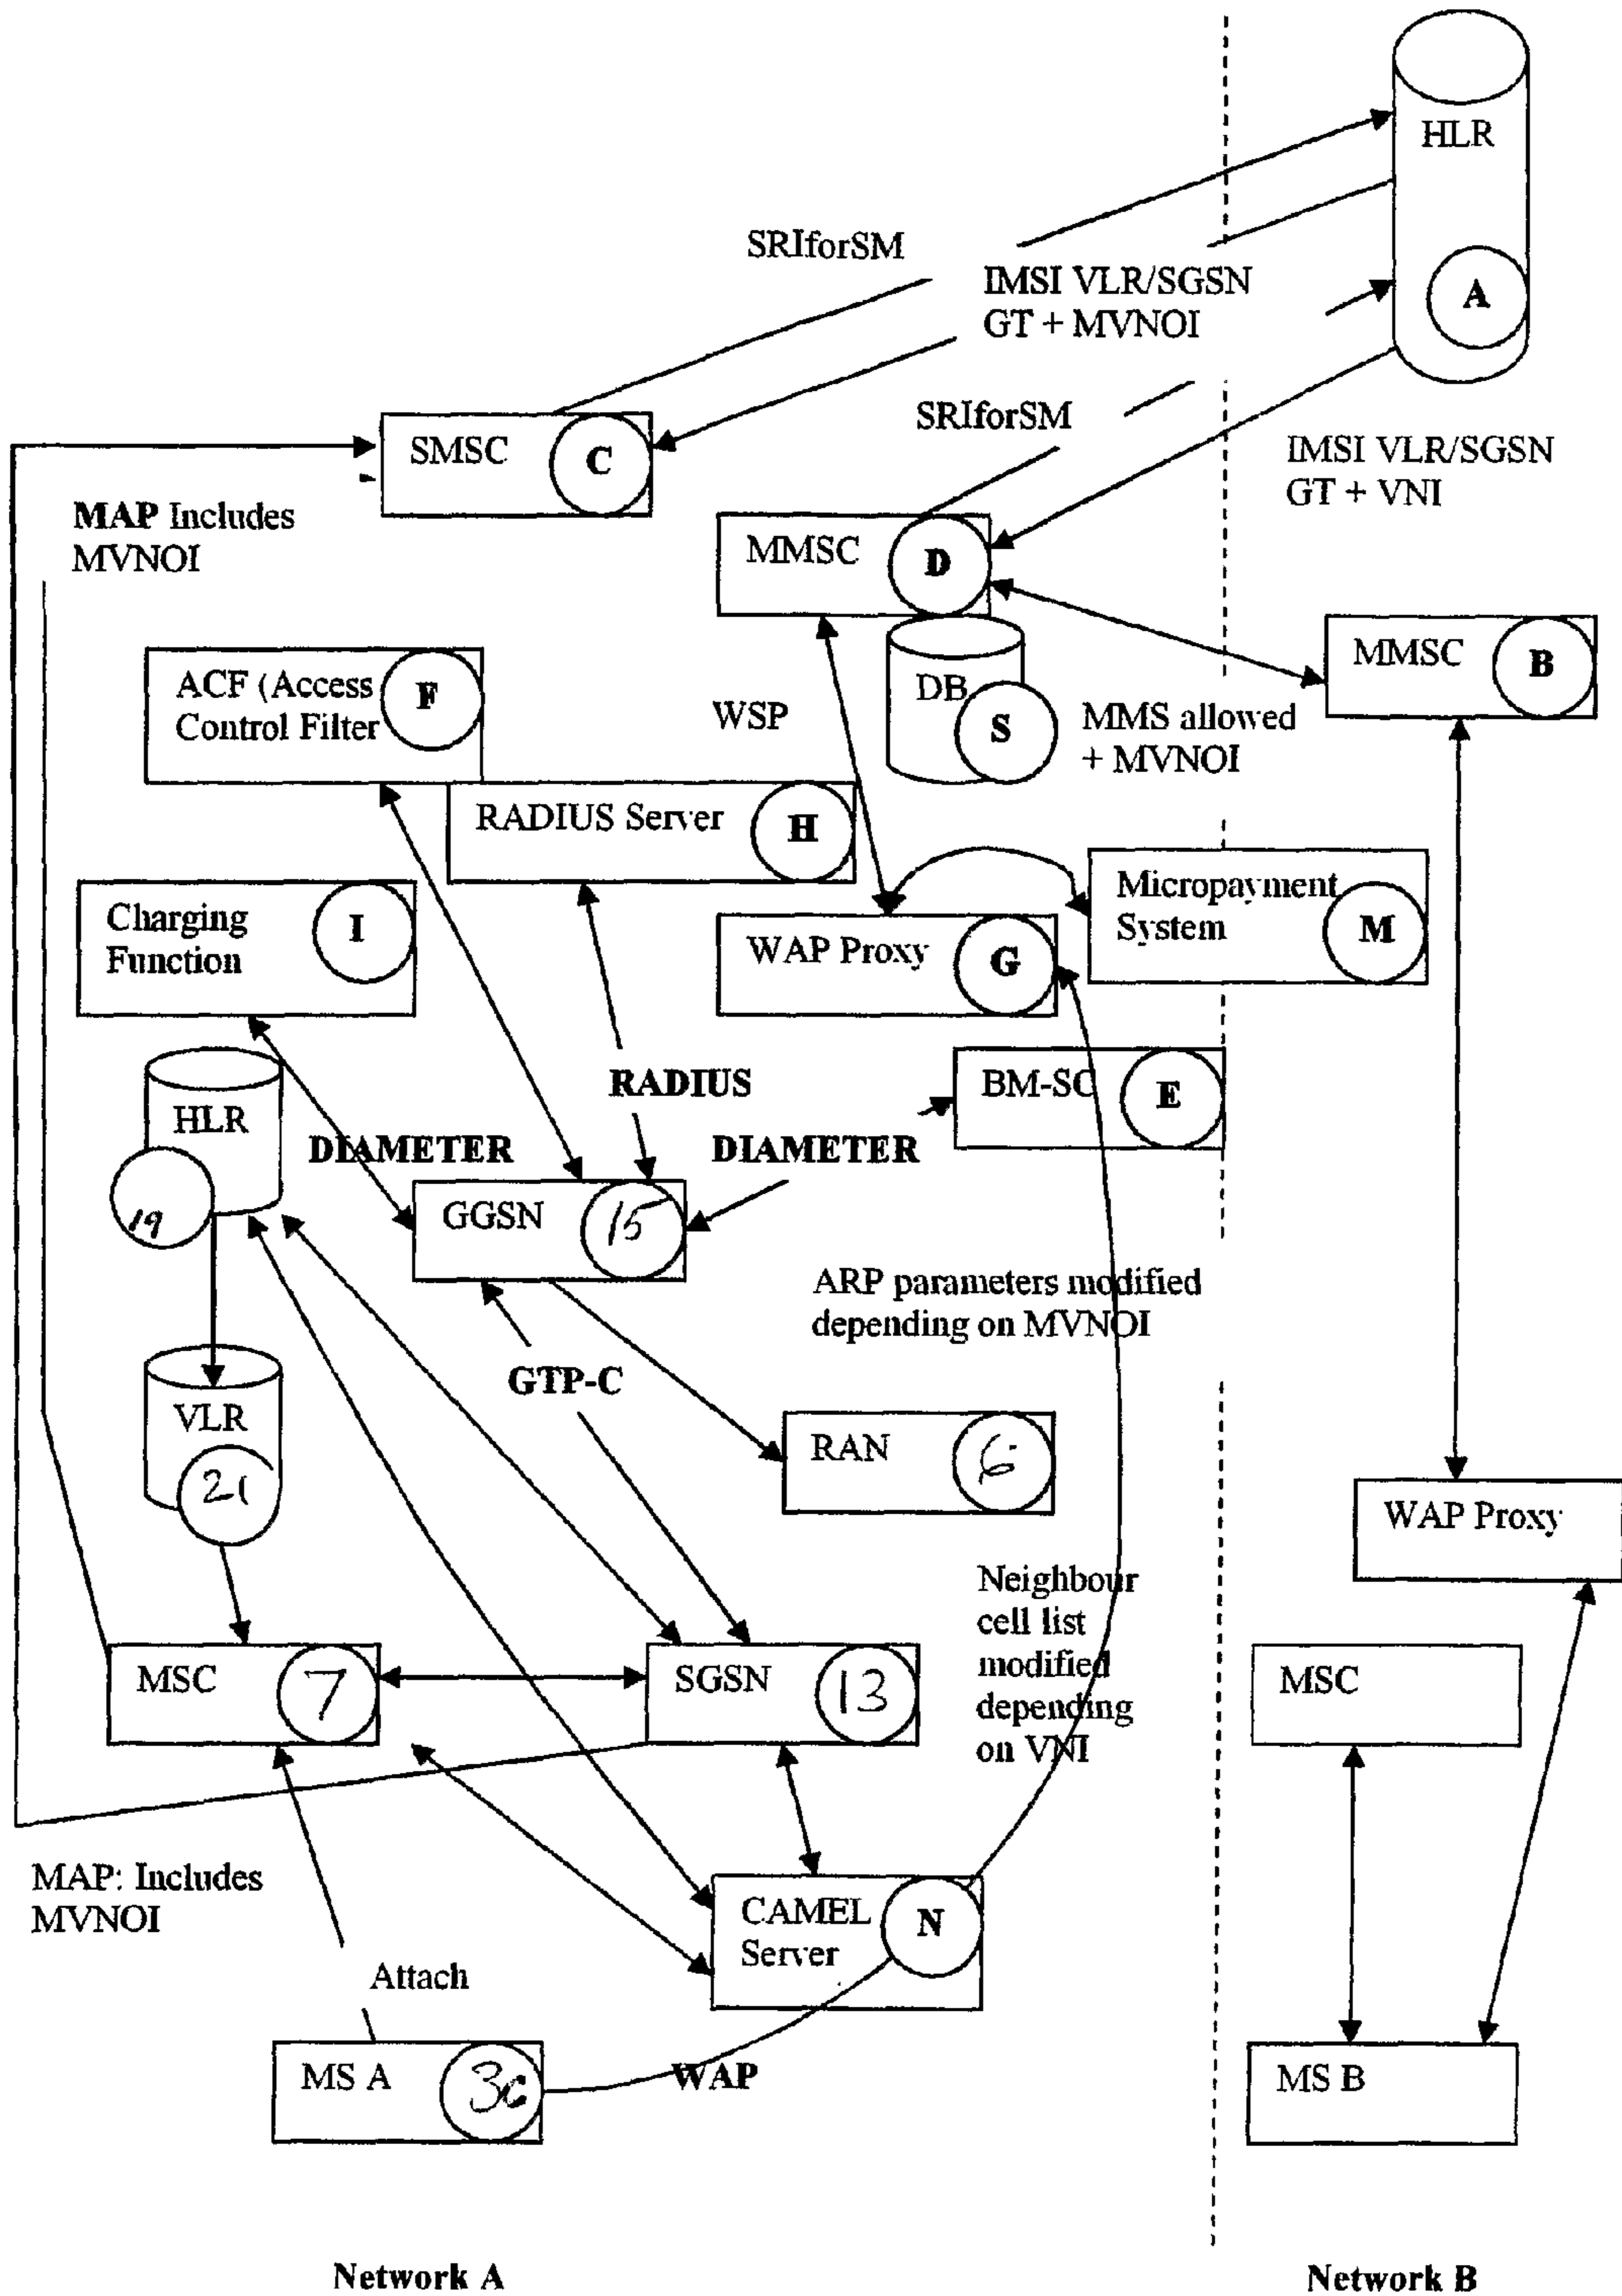 HLR
A
SRIforSM
IMSI VLR/SGSN
GT + MVNOI
SRIforSM
SMSC
C
IMSI VLR/SGSN
GT + VNI
MAP Includes
MVNOI
MMSC
D
MMSC
B
ACF (Access
Control Filter
F
DB
S
WSP
MMS allowed
+ MVNOI
RADIUS Server
H
Micropayment
System
M
Charging
Function
I
WAP Proxy
G
RADIUS
BM-SC
E
HLR
19
DIAMETER
DIAMETER
GGSN
15
ARP parameters modified
depending on MVNOI
GTP-C
VLR
21
RAN
6
WAP Proxy
Neighbour
cell list
modified
depending
on VNI
MSC
7
SGSN
13
MSC
MAP: Includes
MVNOI
CAMEL
Server
N
Attach
MS A
3c
WAP
MS B
Network A
Network B